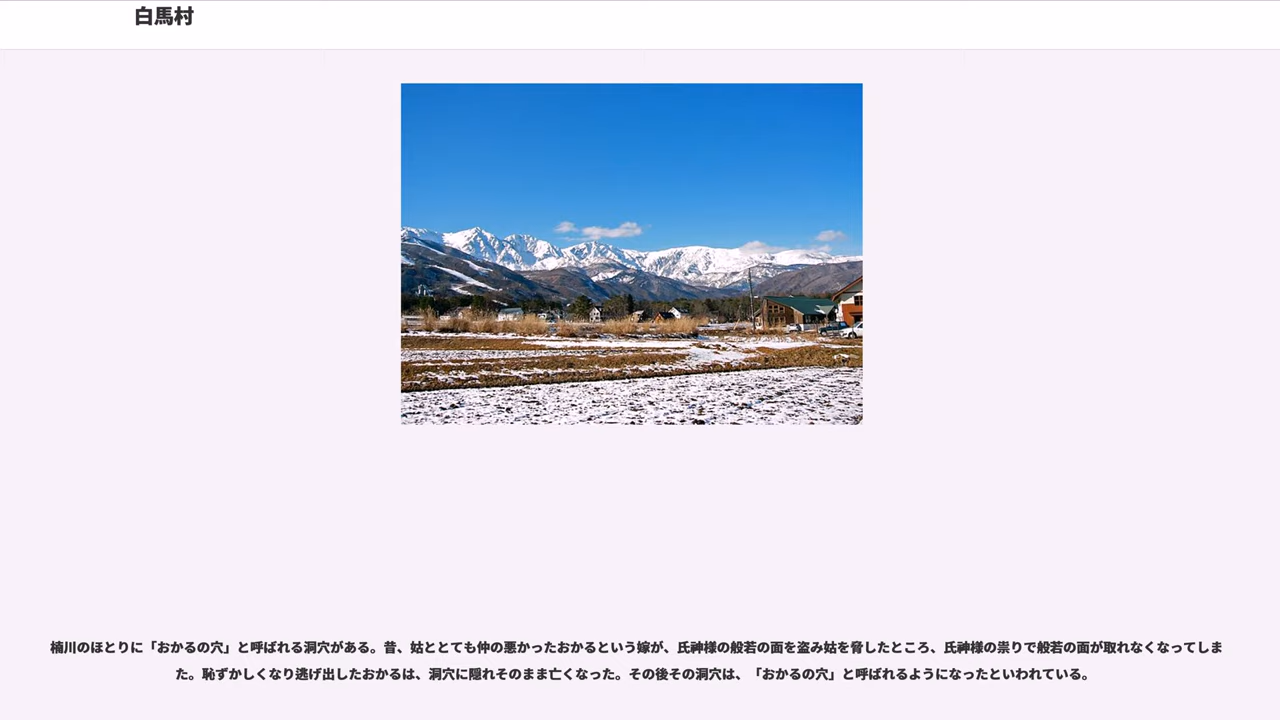 白馬村
楠川のほとりに「おかるの穴」と呼ばれる洞穴がある。昔、姑ととても仲の悪かったおかるという嫁が、氏神様の般若の面を盗み姑を脅したところ、氏神様の祟りで般若の面が取れなくなってしま
た。恥ずかしくなり逃げ出したおかるは、洞穴に隠れそのまま亡くなった。その後その洞穴は、「おかるの穴」と呼ばれるようになったといわれている。